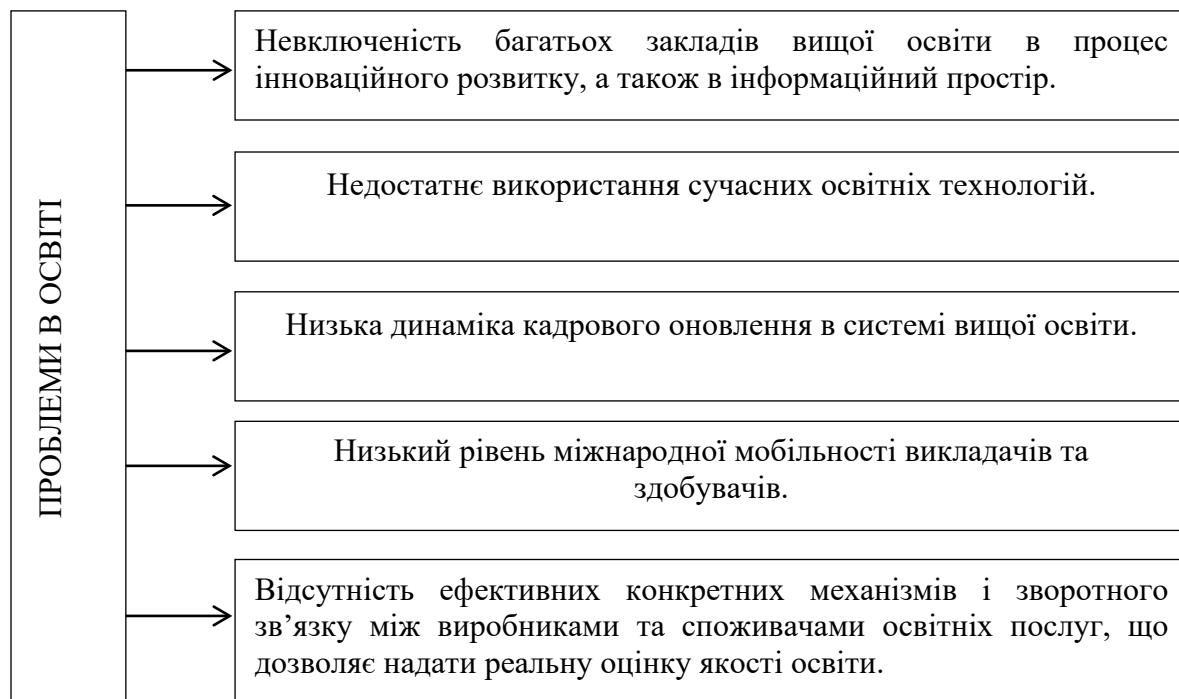 ПРОБЛЕМИ В ОСВІТІ
Невключеність багатьох закладів вищої освіти в процес
інноваційного розвитку, а також в інформаційний простір.
Недостатнє використання сучасних освітніх технологій.
Низька динаміка кадрового оновлення в системі вищої освіти.
Низький рівень міжнародної мобільності викладачів та
здобувачів.
Відсутність ефективних конкретних механізмів і зворотного
зв’язку між виробниками та споживачами освітніх послуг, що
дозволяє надати реальну оцінку якості освіти.